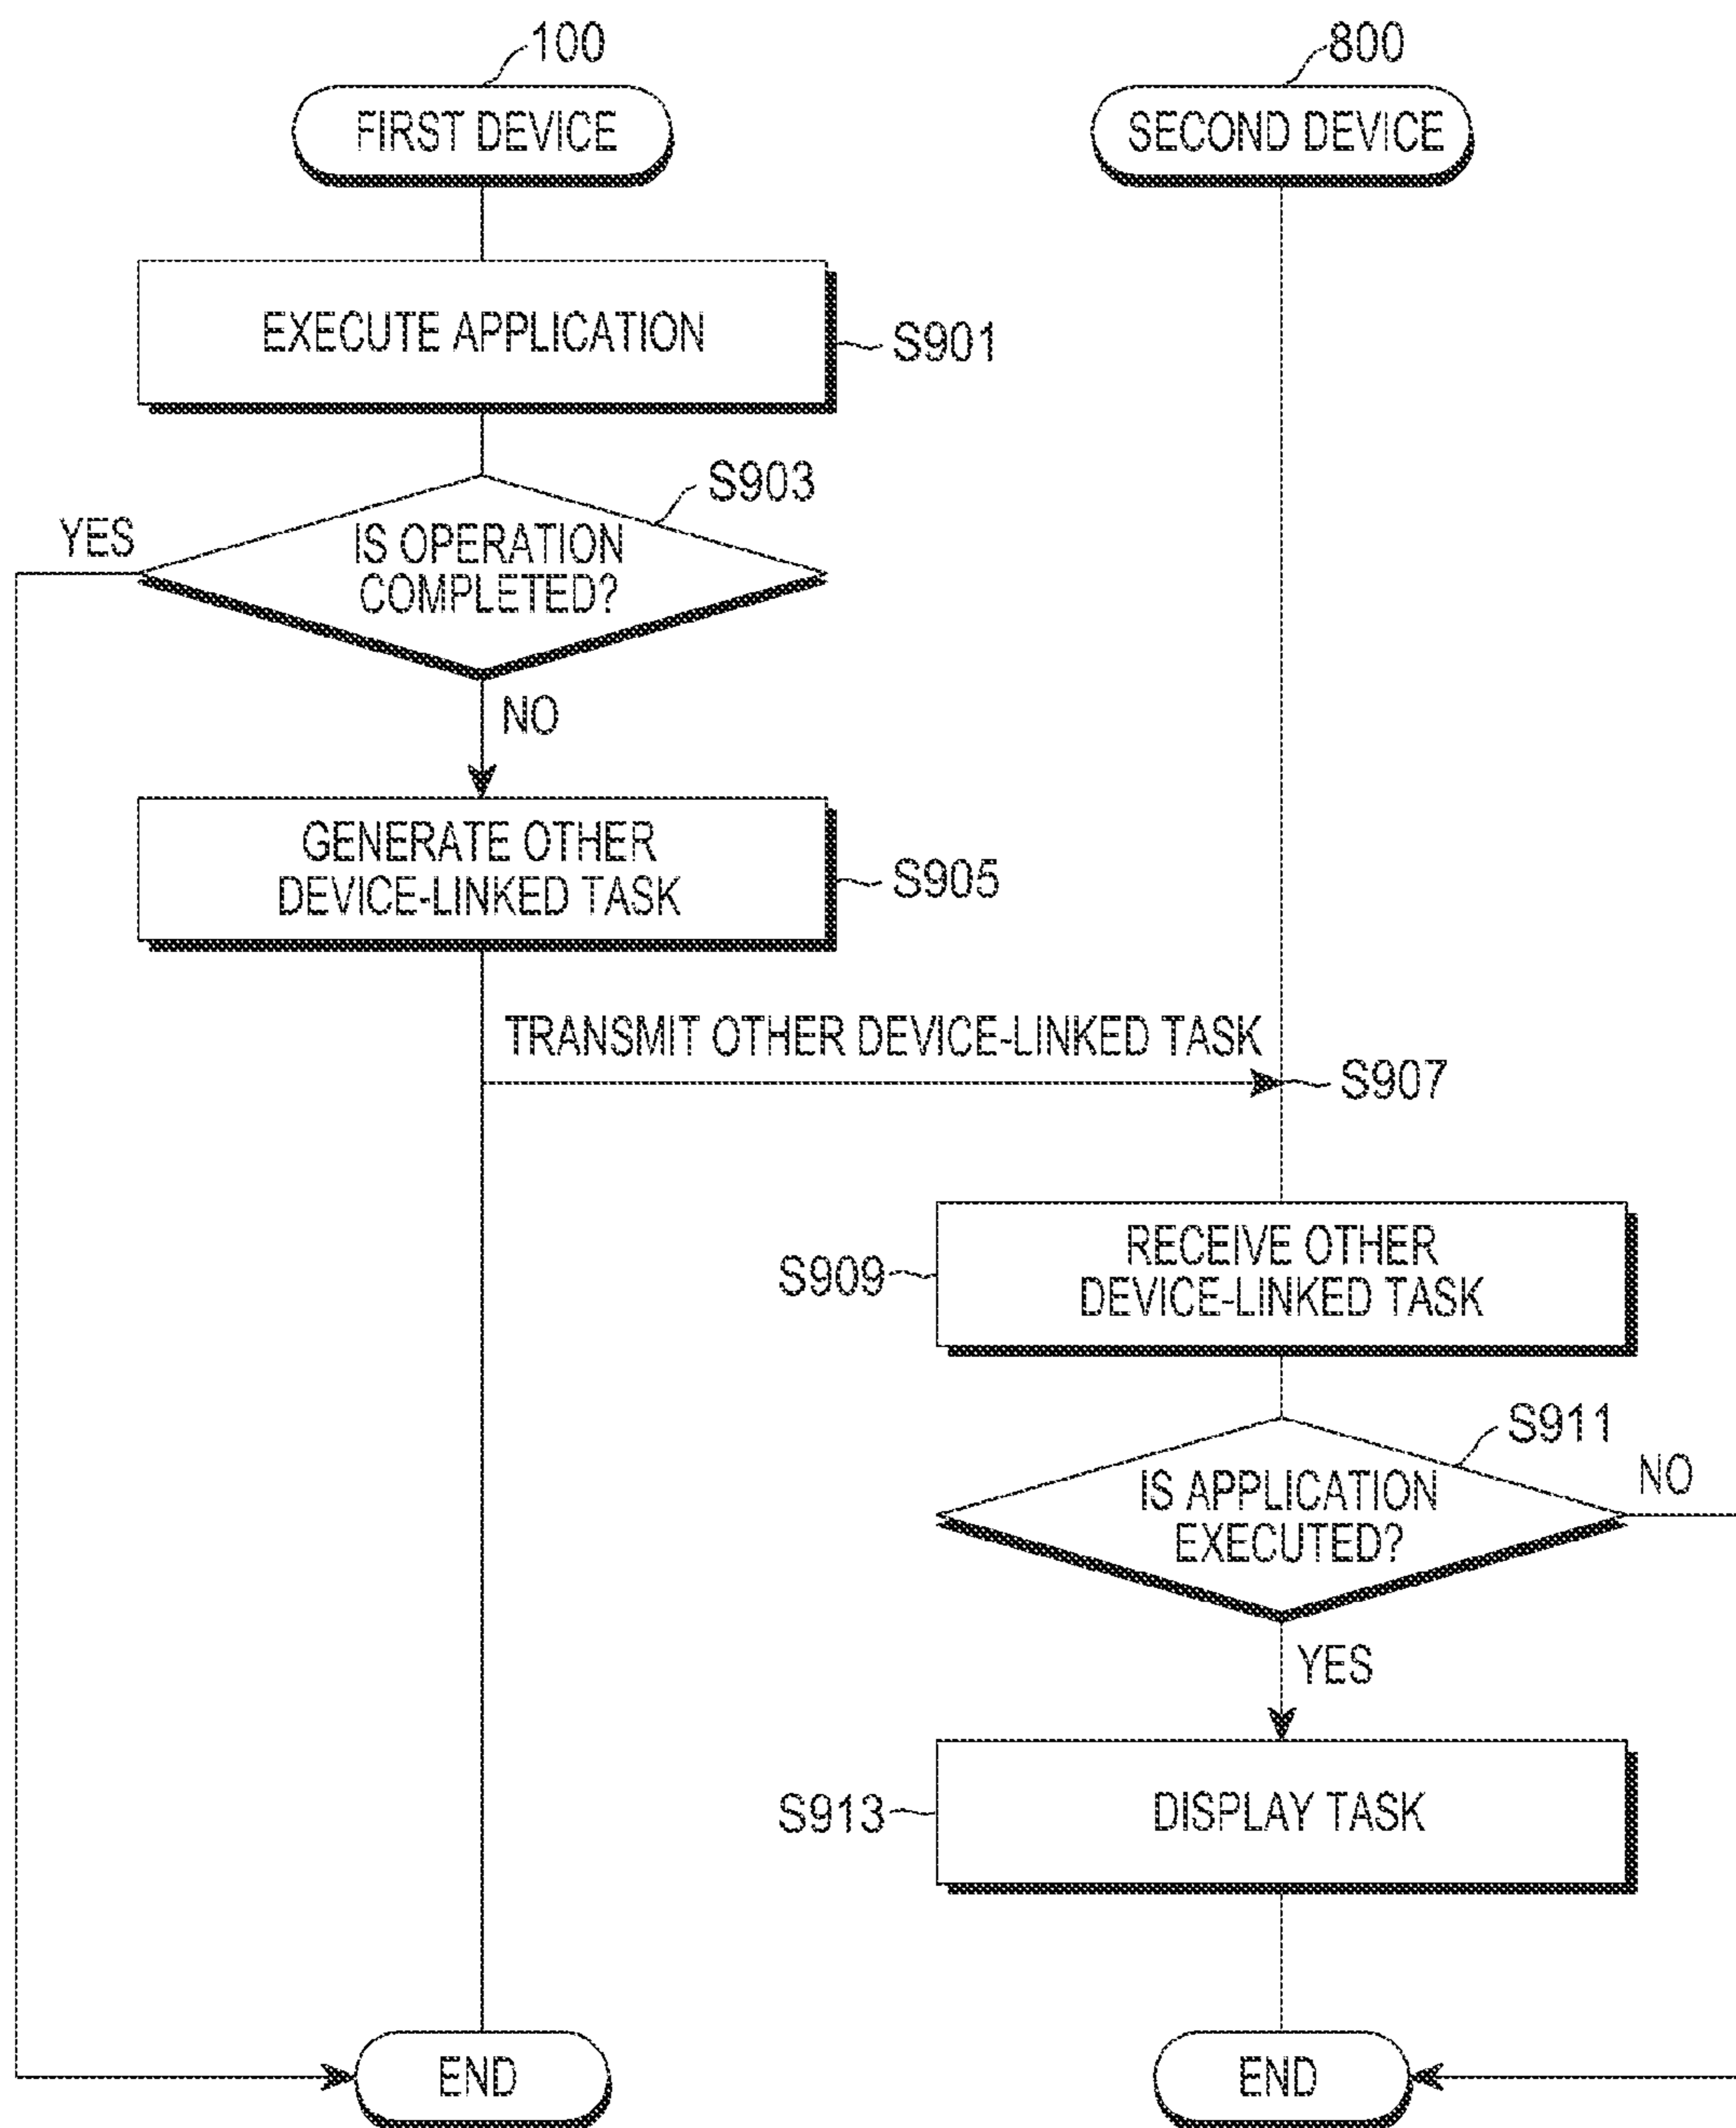 100
FIRST DEVICE
800
SECOND DEVICE
EXECUTE APPLICATION
S901
S903
YES
IS OPERATION
COMPLETED?
NO
GENERATE OTHER
DEVICE-LINKED TASK
S905
TRANSMIT OTHER DEVICE-LINKED TASK
S907
RECEIVE OTHER
DEVICE-LINKED TASK
S909
S911
IS APPLICATION
EXECUTED?
NO
YES
S913
DISPLAY TASK
END
END